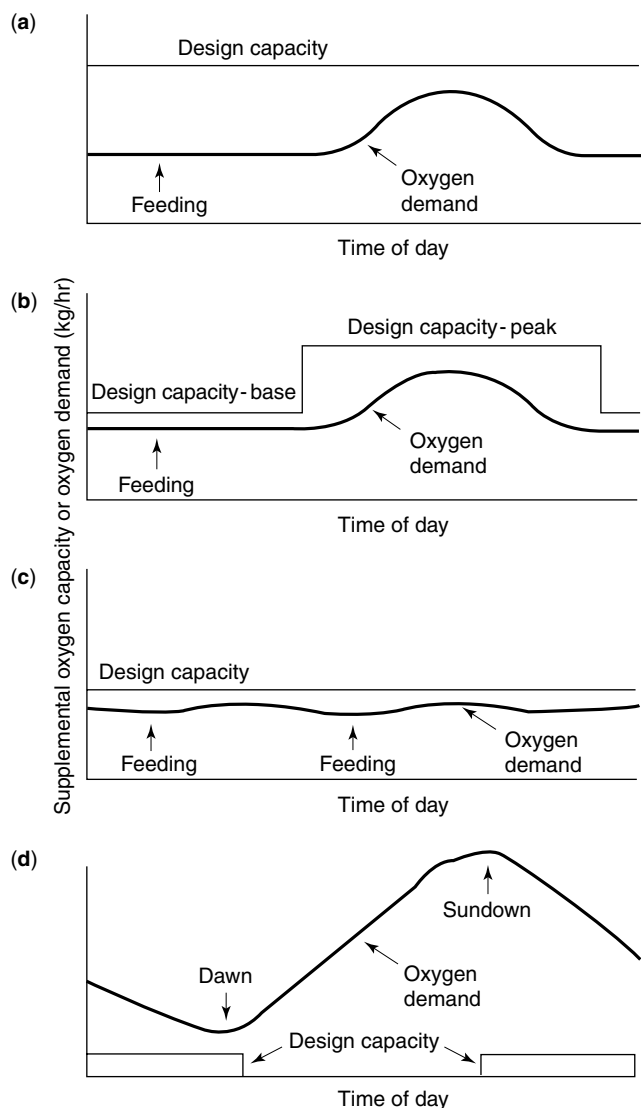 (a)
Design capacity
Oxygen
demand
Feeding
Time of day
Supplemental oxygen capacity or oxygen demand (kg/hr)
(b)
Design capacity-peak
Design capacity-base
Oxygen
demand
Feeding
Time of day
(c)
Design capacity
Feeding
Feeding
Oxygen
demand
Time of day
(d)
Sundown
Dawn
Oxygen
demand
Design capacity
Time of day